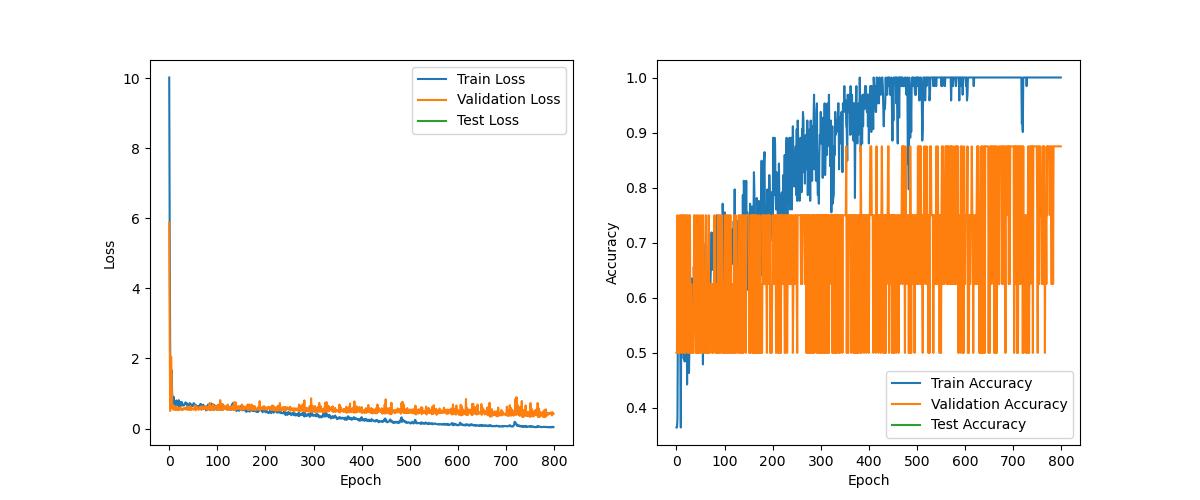 10
8
6
4
2
0
Loss
0 100 200 300 400 500 600 700 800
Epoch
Train Loss
Validation Loss
Test Loss
1.0
0.9
0.8
0.7
0.6
0.5
0.4
Accuracy
0 100 200 300 400 500 600 700 800
Epoch
Train Accuracy
Validation Accuracy
Test Accuracy